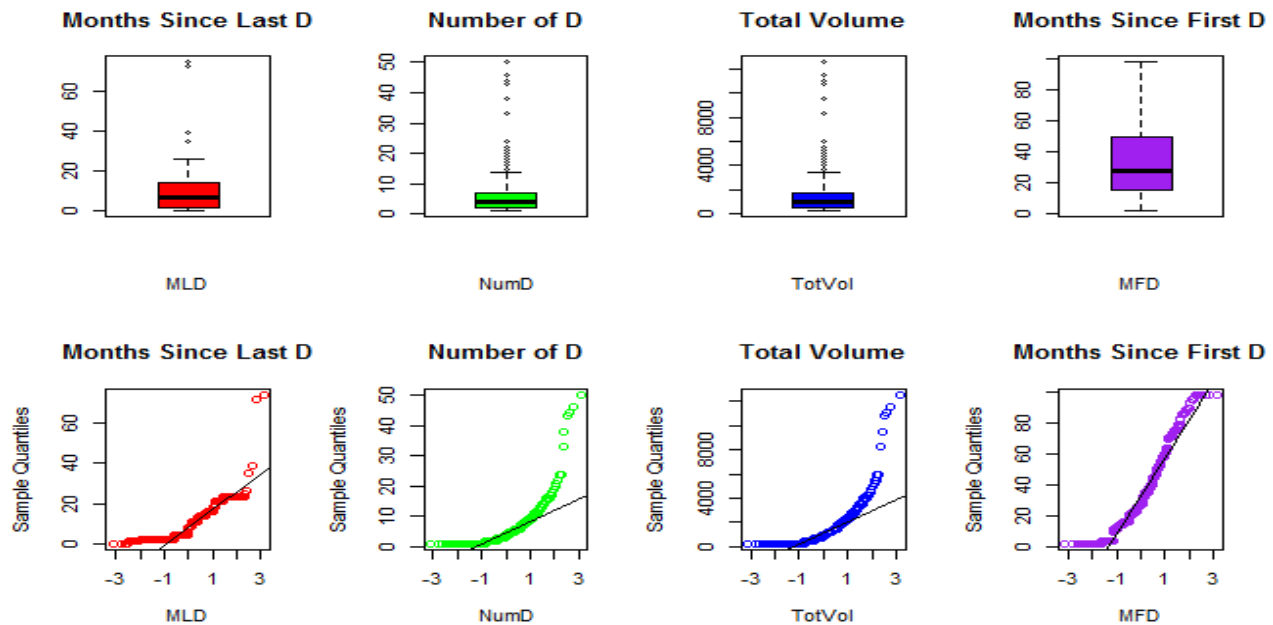 Months Since Last D
Number of D
Total Volume
Months Since First D
0 20 40 60
0 10 20 30 40 50
0 4000 8000
0 20 40 60 80
MLD
NumD
TotVol
MFD
Months Since Last D
Number of D
Total Volume
Months Since First D
Sample Quantiles
0 20 40 60
-3 -1 1 3
MLD
Sample Quantiles
0 10 20 30 40 50
-3 -1 1 3
NumD
Sample Quantiles
0 4000 8000
-3 -1 1 3
TotVol
Sample Quantiles
0 20 40 60 80
-3 -1 1 3
MFD